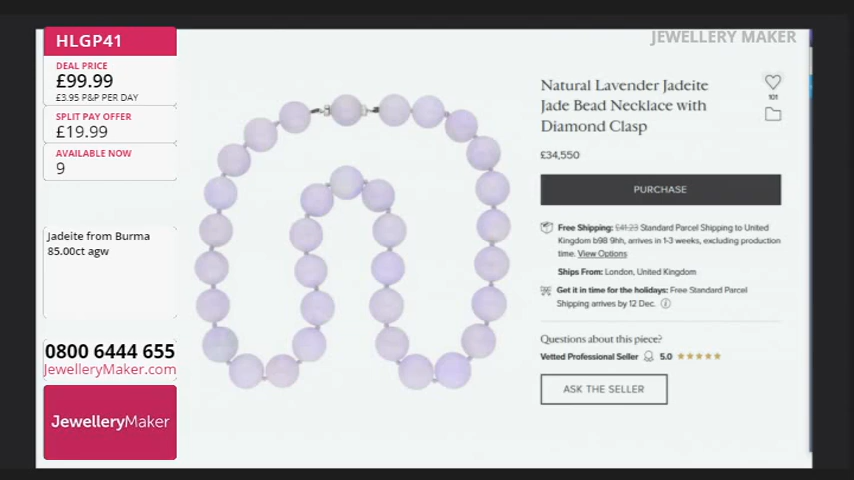 HLGP41
DEAL PRICE
£99.99
£3.95 P&P PER DAY
SPLIT PAY OFFER
£19.99
AVAILABLE NOW
9
Jadeite from Burma
85.00ct agw
0800 6444 655
JewelleryMaker.com
JewelleryMaker
JEWELLERY MAKER
Natural Lavender Jadeite
Jade Bead Necklace with
Diamond Clasp
101
£34,550
PURCHASE
Free Shipping: £41.23 Standard Parcel Shipping to United
Kingdom b98 9hh, arrives in 1-3 weeks, excluding production
time. View Options
Ships From: London, United Kingdom
Get it in time for the holidays: Free Standard Parcel
Shipping arrives by 12 Dec.
Questions about this piece?
Vetted Professional Seller 5.0
ASK THE SELLER